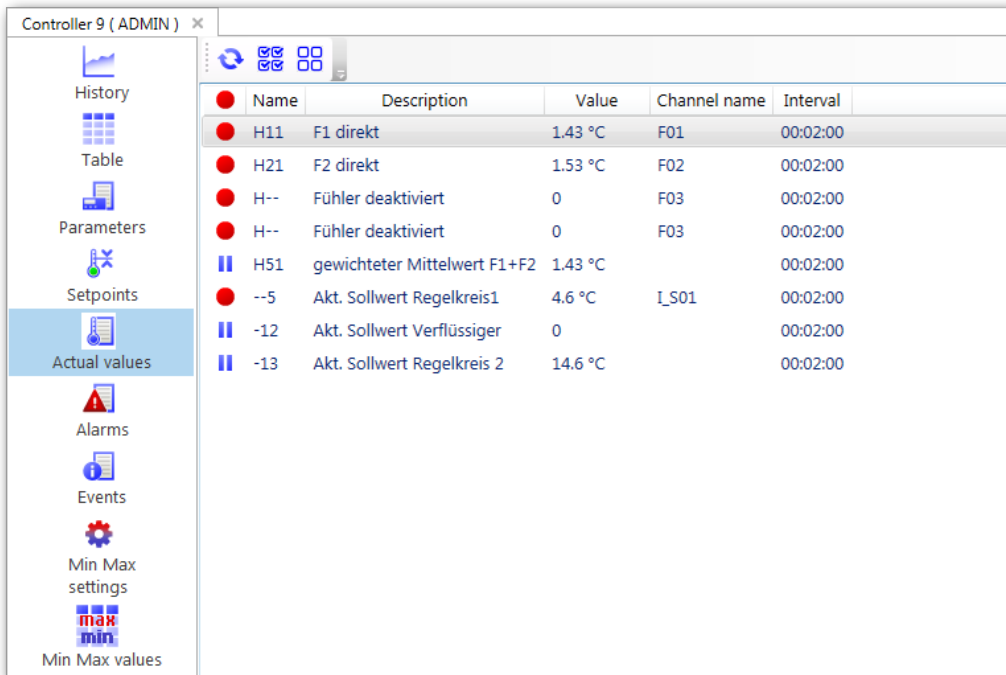 Controller 9 ( ADMIN ) ×
History
Table
Parameters
Setpoints
Actual values
Alarms
Events
Min Max
settings
max
min
Min Max values
Name Description Value Channel name Interval
H11 F1 direkt 1.43 °C F01 00:02:00
H21 F2 direkt 1.53 °C F02 00:02:00
H-- Fühler deaktiviert 0 F03 00:02:00
H-- Fühler deaktiviert 0 F03 00:02:00
H51 gewichteter Mittelwert F1+F2 1.43 °C 00:02:00
--5 Akt. Sollwert Regelkreis1 4.6 °C I_S01 00:02:00
-12 Akt. Sollwert Verflüssiger 0 00:02:00
-13 Akt. Sollwert Regelkreis 2 14.6 °C 00:02:00